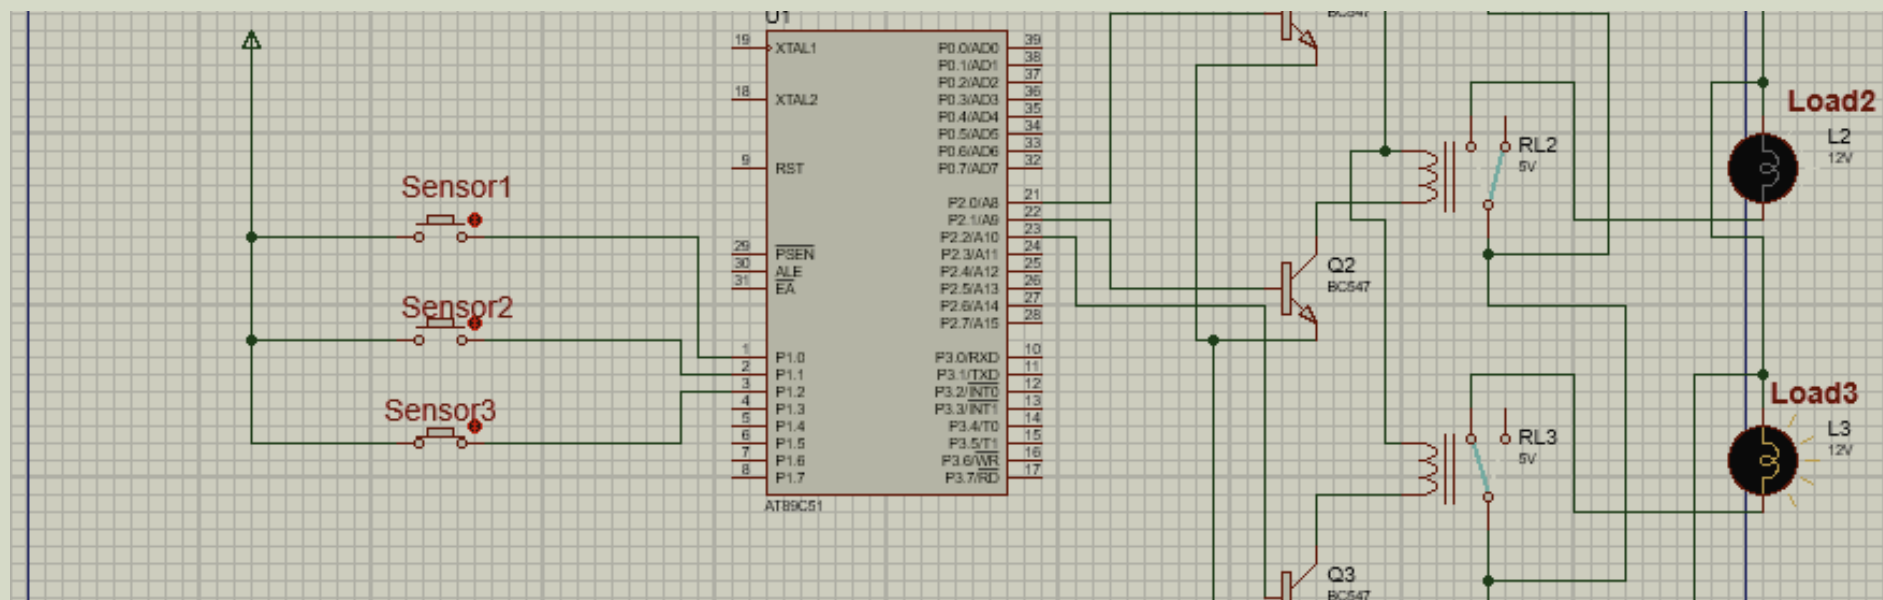 U1
19 XTAL1
18 XTAL2
9 RST
29 PSEN
30 ALE
31 EA
1 P1.0
2 P1.1
3 P1.2
4 P1.3
5 P1.4
6 P1.5
7 P1.6
8 P1.7
P0.0/AD0 39
P0.1/AD1 38
P0.2/AD2 37
P0.3/AD3 36
P0.4/AD4 35
P0.5/AD5 34
P0.6/AD6 33
P0.7/AD7 32
P2.0/A8 21
P2.1/A9 22
P2.2/A10 23
P2.3/A11 24
P2.4/A12 25
P2.5/A13 26
P2.6/A14 27
P2.7/A15 28
P3.0/RXD 10
P3.1/TXD 11
P3.2/INT0 12
P3.3/INT1 13
P3.4/T0 14
P3.5/T1 15
P3.6/WR 16
P3.7/RD 17
AT89C51
Sensor1
Sensor2
Sensor3
BC547
Q2
BC547
Q3
BC547
RL2
5V
RL3
5V
Load2
L2
12V
Load3
L3
12V